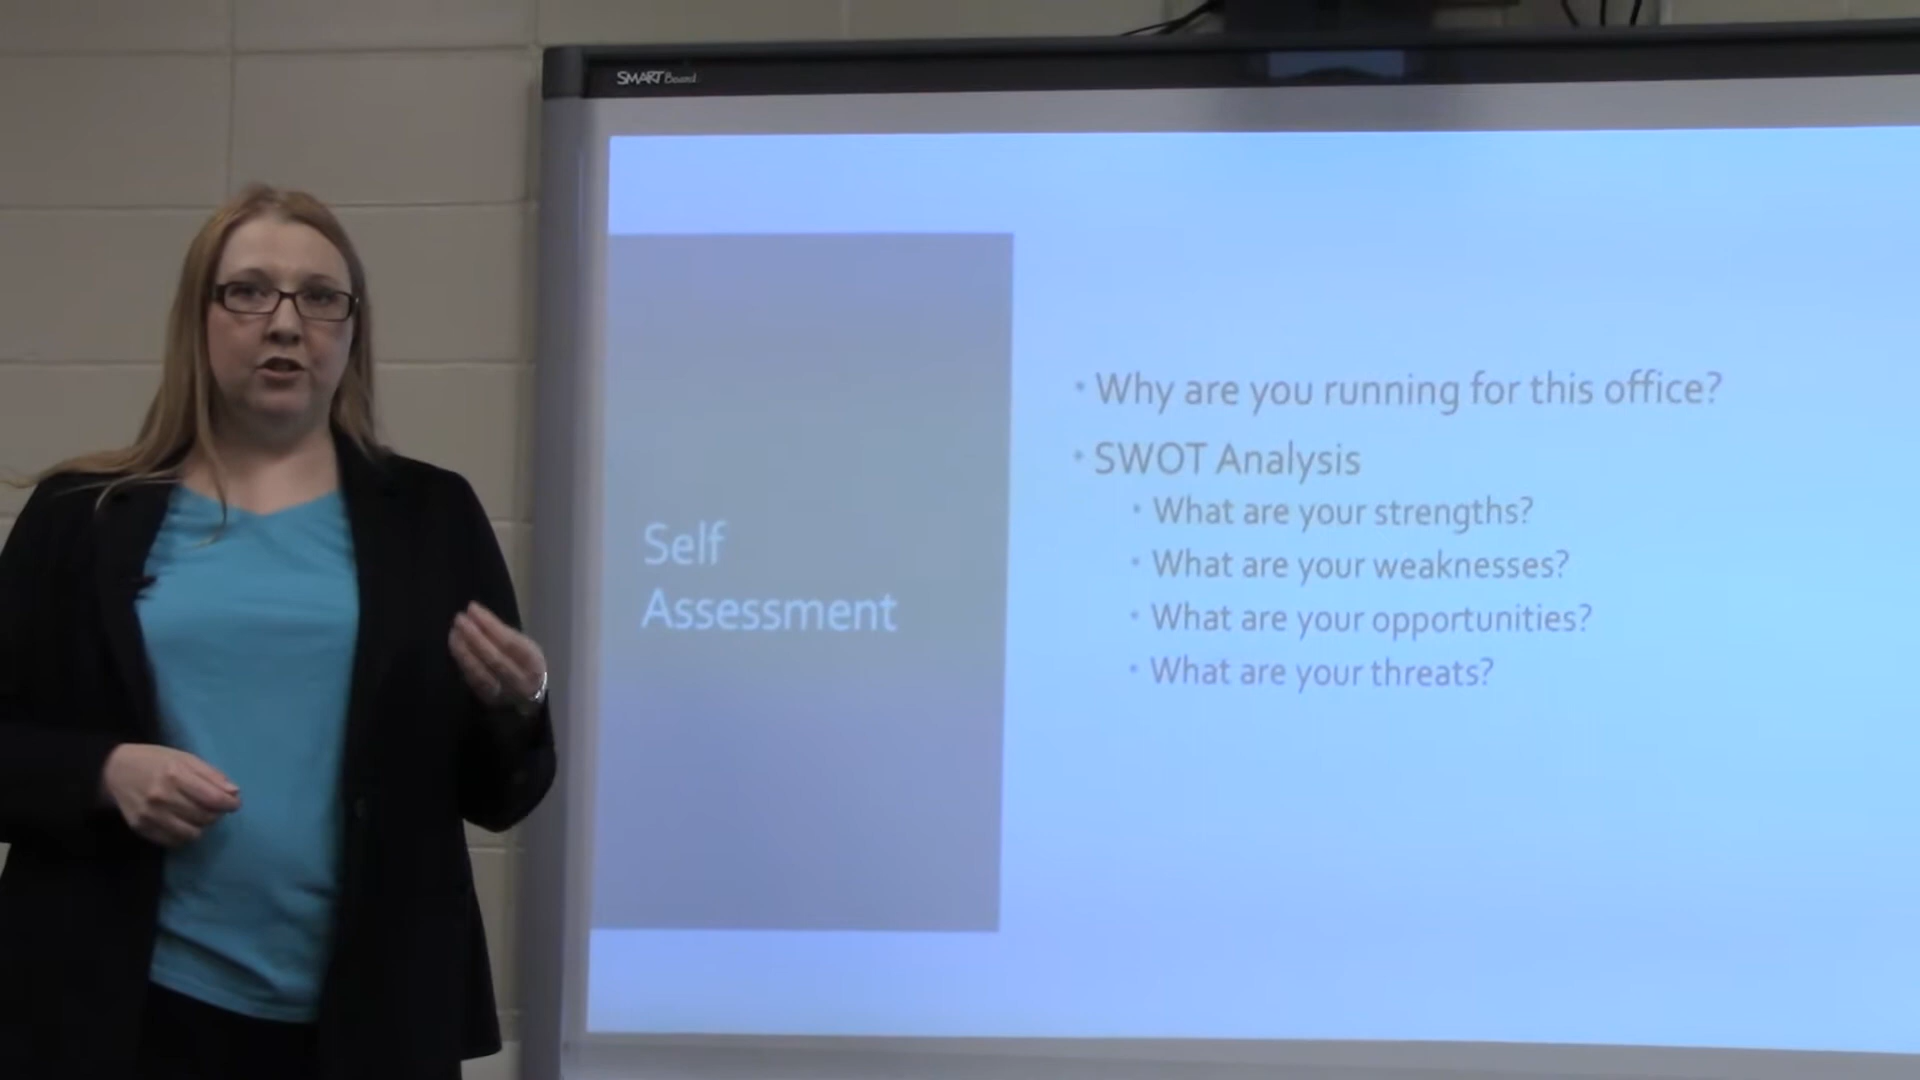 SMART Board
Self
Assessment
• Why are you running for this office?
• SWOT Analysis
• What are your strengths?
• What are your weaknesses?
• What are your opportunities?
• What are your threats?